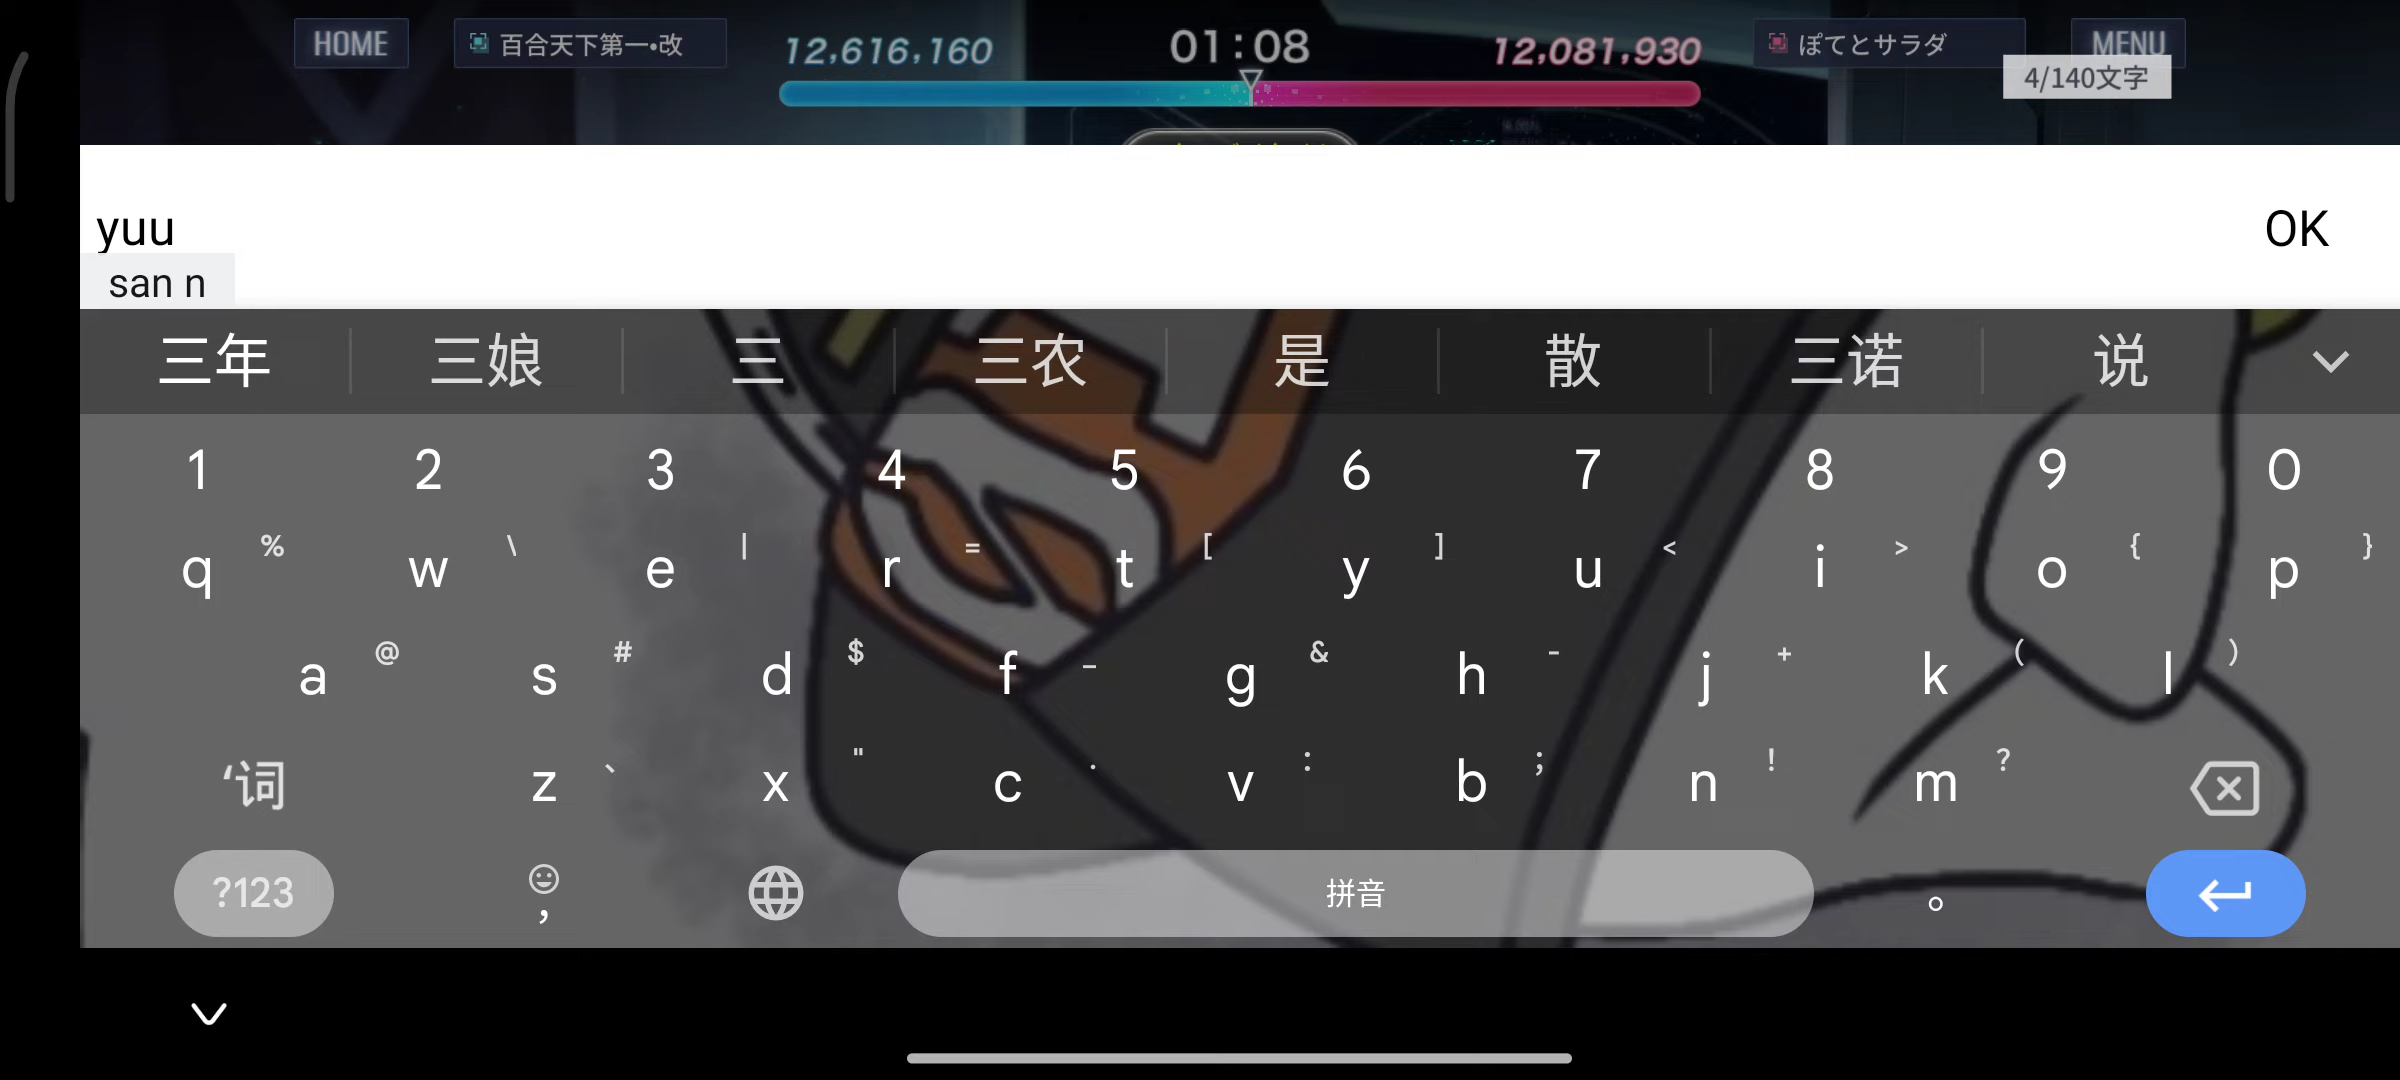 HOME
百合天下第一•改
12,616,160
01:08
12,081,930
ぽてとサラダ
MENU
4/140文字
yuu
OK
san n
三年 三娘 三 三农 是 散 三诺 说
1 2 3 4 5 6 7 8 9 0
q % w \ e | r = t [ y ] u < i > o { p }
a @ s # d $ f _ g & h - j + k ( l )
‘词 z 、 x " c · v : b ; n ! m ?
?123 , 拼音 。